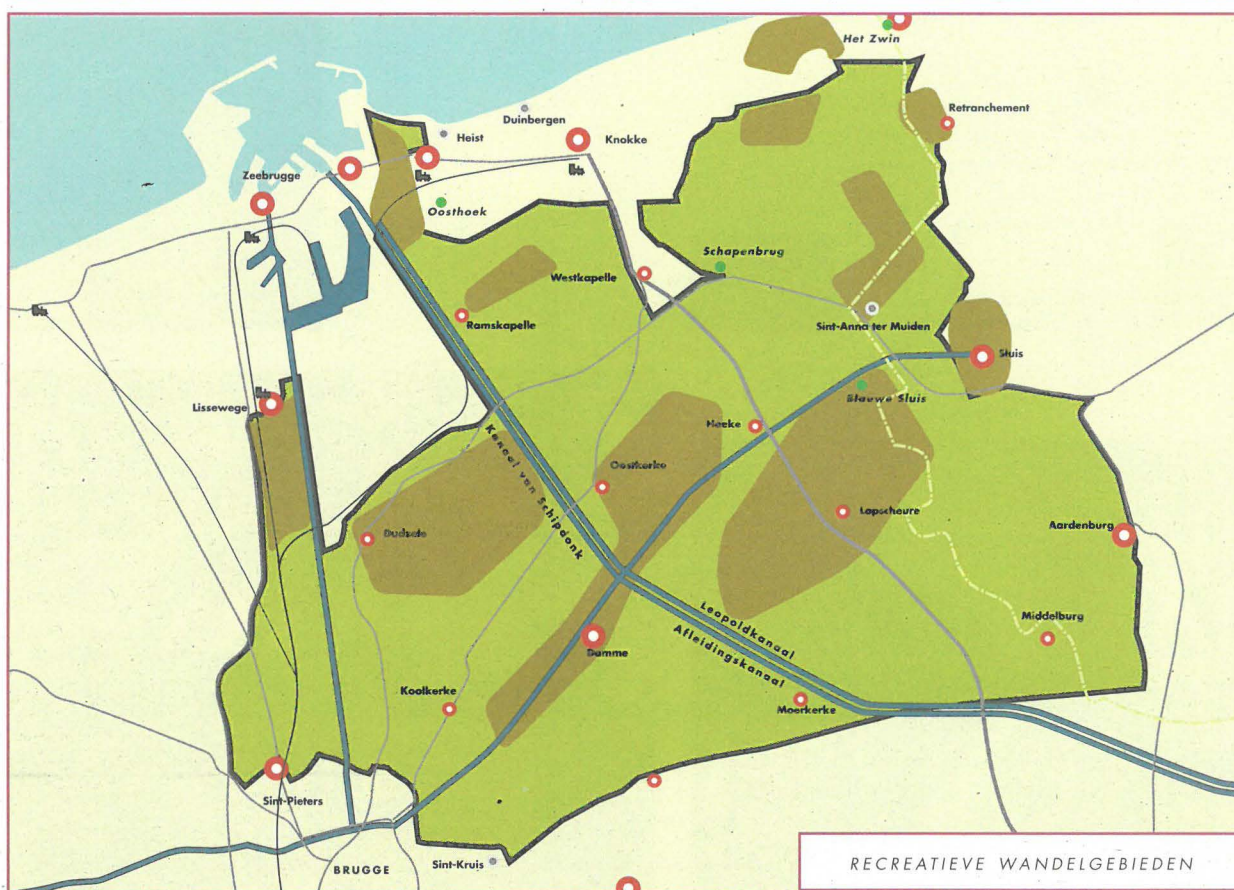 Het Zwin
Retranchement
Duinbergen
Heist
Knokke
Zeebrugge
Oosthoek
Schapenbrug
Westkapelle
Ramskapelle
Sint-Anna ter Muiden
Sluis
Blauwe Sluis
Lissewege
Hoeke
Kanaal van Schipdonk
Oostkerke
Lapscheure
Aardenburg
Dudzele
Leopoldkanaal
Afleidingskanaal
Middelburg
Damme
Koolkerke
Moerkerke
Sint-Pieters
Sint-Kruis
BRUGGE
RECREATIEVE WANDELGEBIEDEN